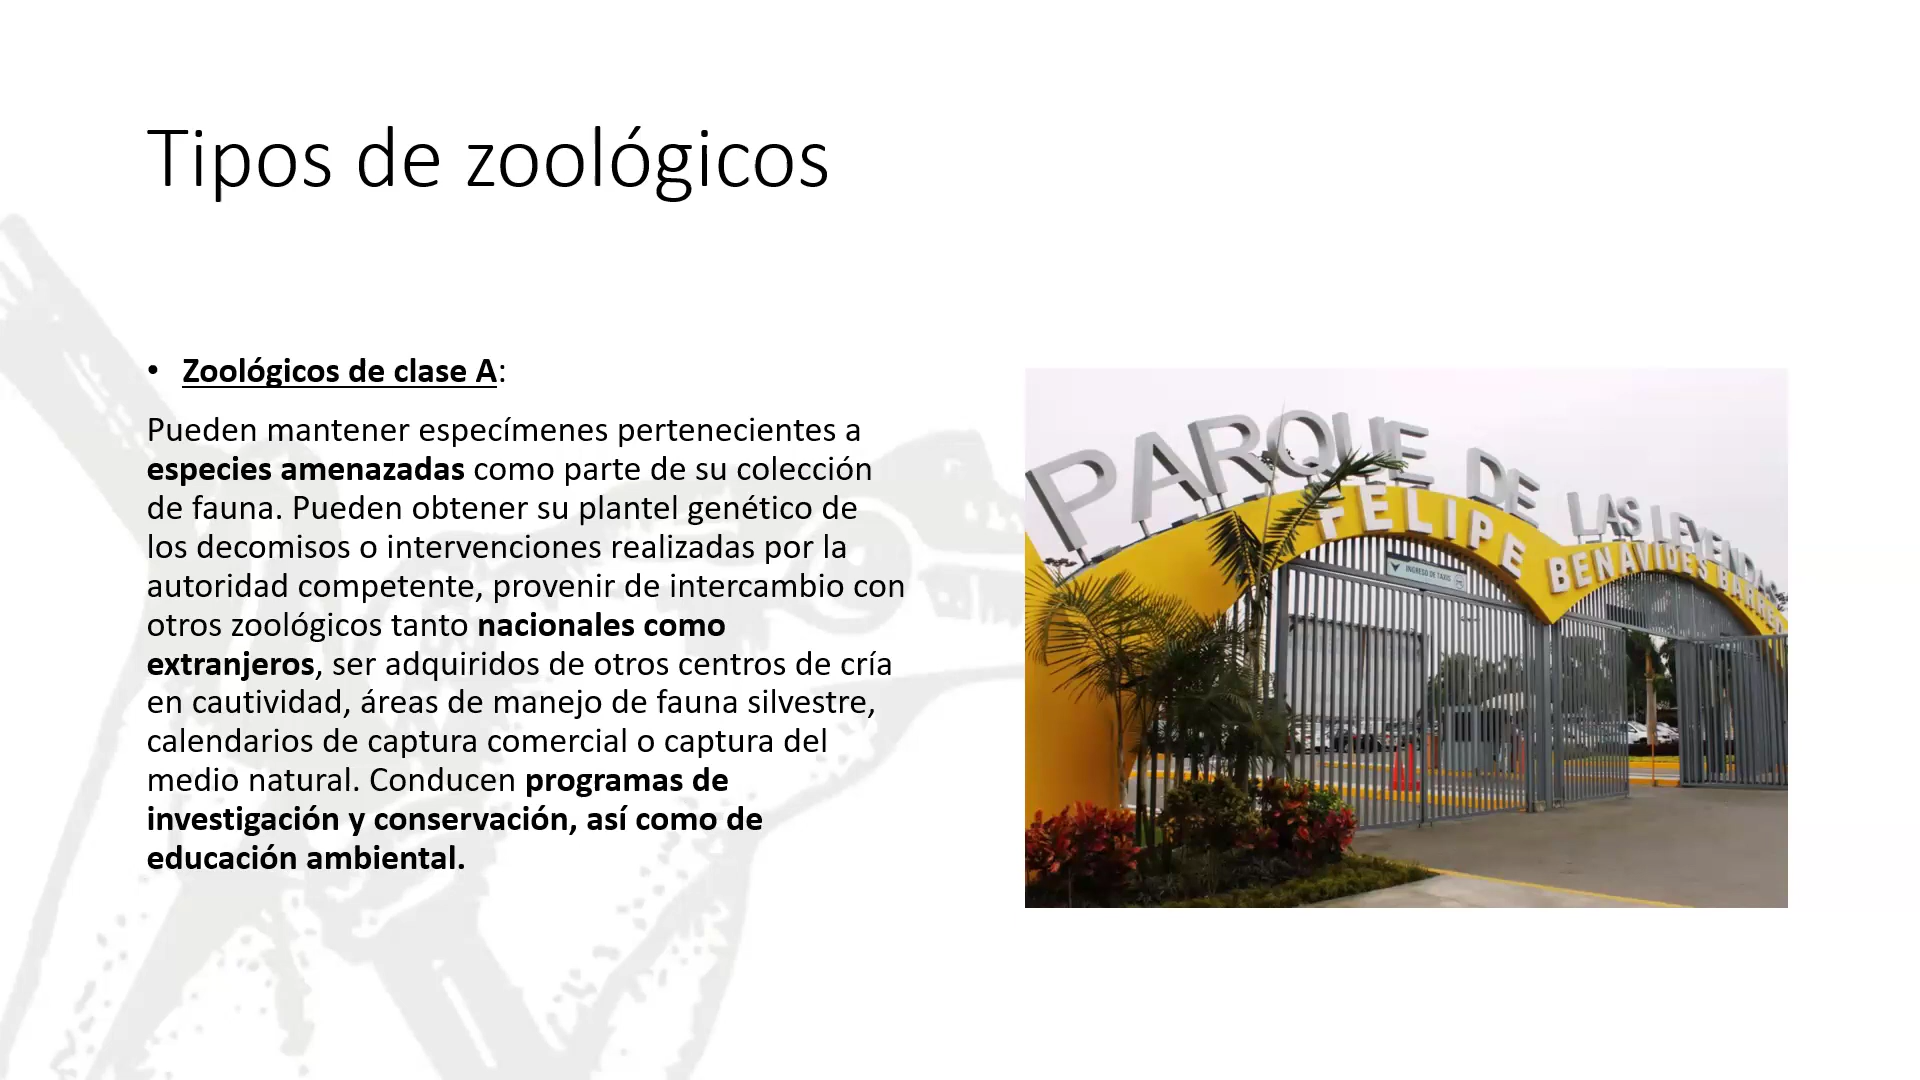 Tipos de zoológicos
• Zoológicos de clase A:
Pueden mantener especímenes pertenecientes a
especies amenazadas como parte de su colección
de fauna. Pueden obtener su plantel genético de
los decomisos o intervenciones realizadas por la
autoridad competente, provenir de intercambio con
otros zoológicos tanto nacionales como
extranjeros, ser adquiridos de otros centros de cría
en cautividad, áreas de manejo de fauna silvestre,
calendarios de captura comercial o captura del
medio natural. Conducen programas de
investigación y conservación, así como de
educación ambiental.
PARQUE DE LAS LEYENDAS
FELIPE BENAVIDES BARREDA
INGRESO DE TAXIS